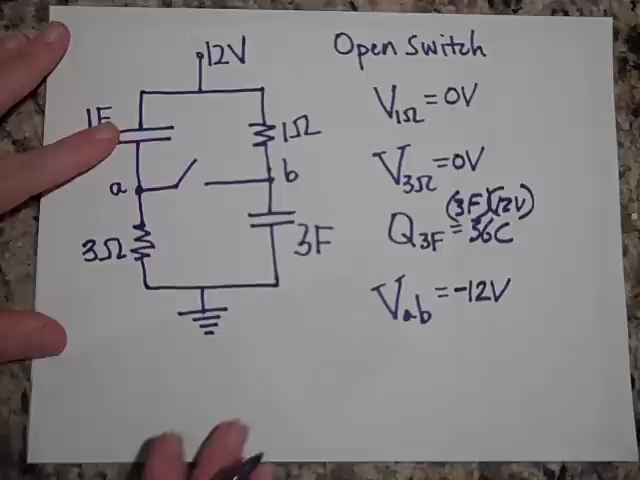 12V
Open Switch
1F
1Ω
V1Ω = 0V
a
b
V3Ω = 0V
(3F)(12V)
3Ω
3F
Q3F = 36C
Vab = -12V